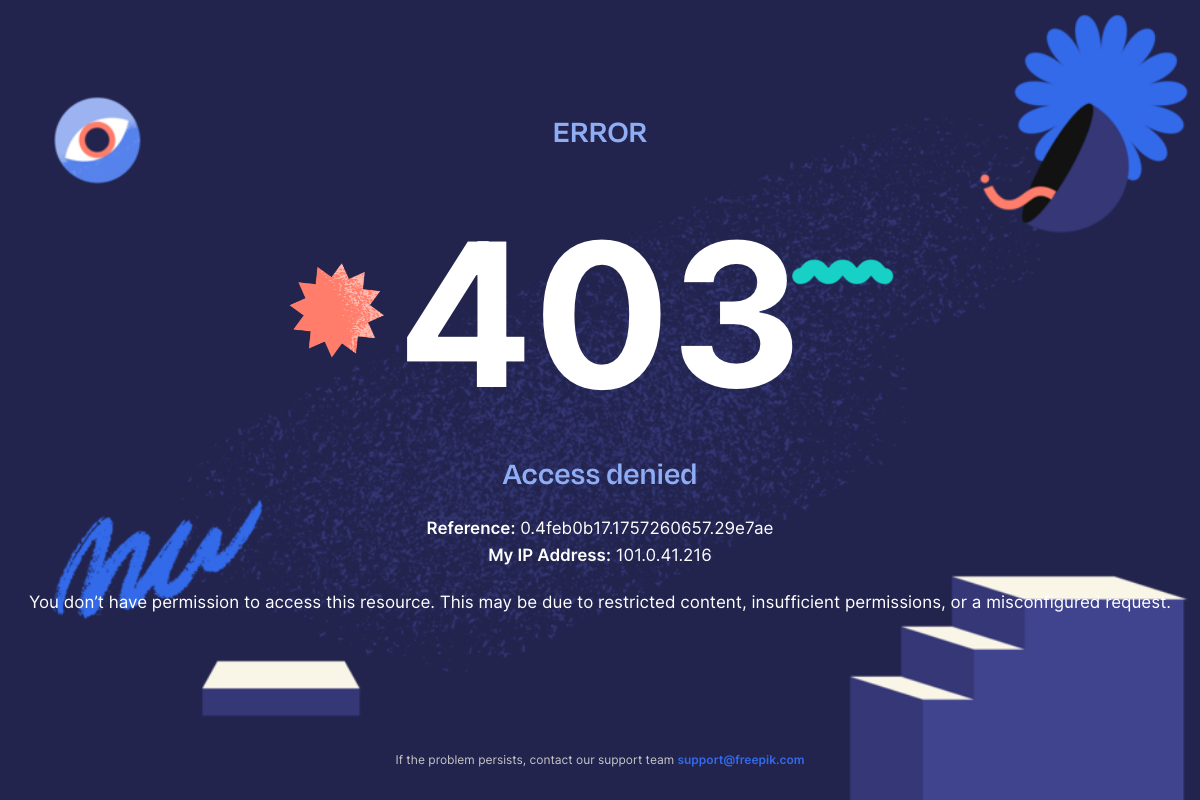 ERROR
403
Access denied
Reference: 0.4feb0b17.1757260657.29e7ae
My IP Address: 101.0.41.216
You don't have permission to access this resource. This may be due to restricted content, insufficient permissions, or a misconfigured request.
If the problem persists, contact our support team support@freepik.com